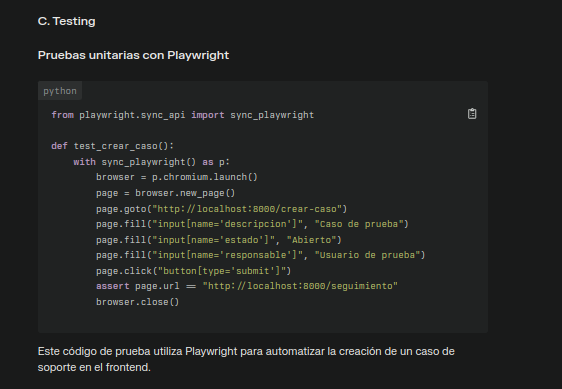 C. Testing
Pruebas unitarias con Playwright
python
from playwright.sync_api import sync_playwright
def test_crear_caso():
    with sync_playwright() as p:
        browser = p.chromium.launch()
        page = browser.new_page()
        page.goto("http://localhost:8000/crear-caso")
        page.fill("input[name='descripcion']", "Caso de prueba")
        page.fill("input[name='estado']", "Abierto")
        page.fill("input[name='responsable']", "Usuario de prueba")
        page.click("button[type='submit']")
        assert page.url == "http://localhost:8000/seguimiento"
        browser.close()
Este código de prueba utiliza Playwright para automatizar la creación de un caso de
soporte en el frontend.